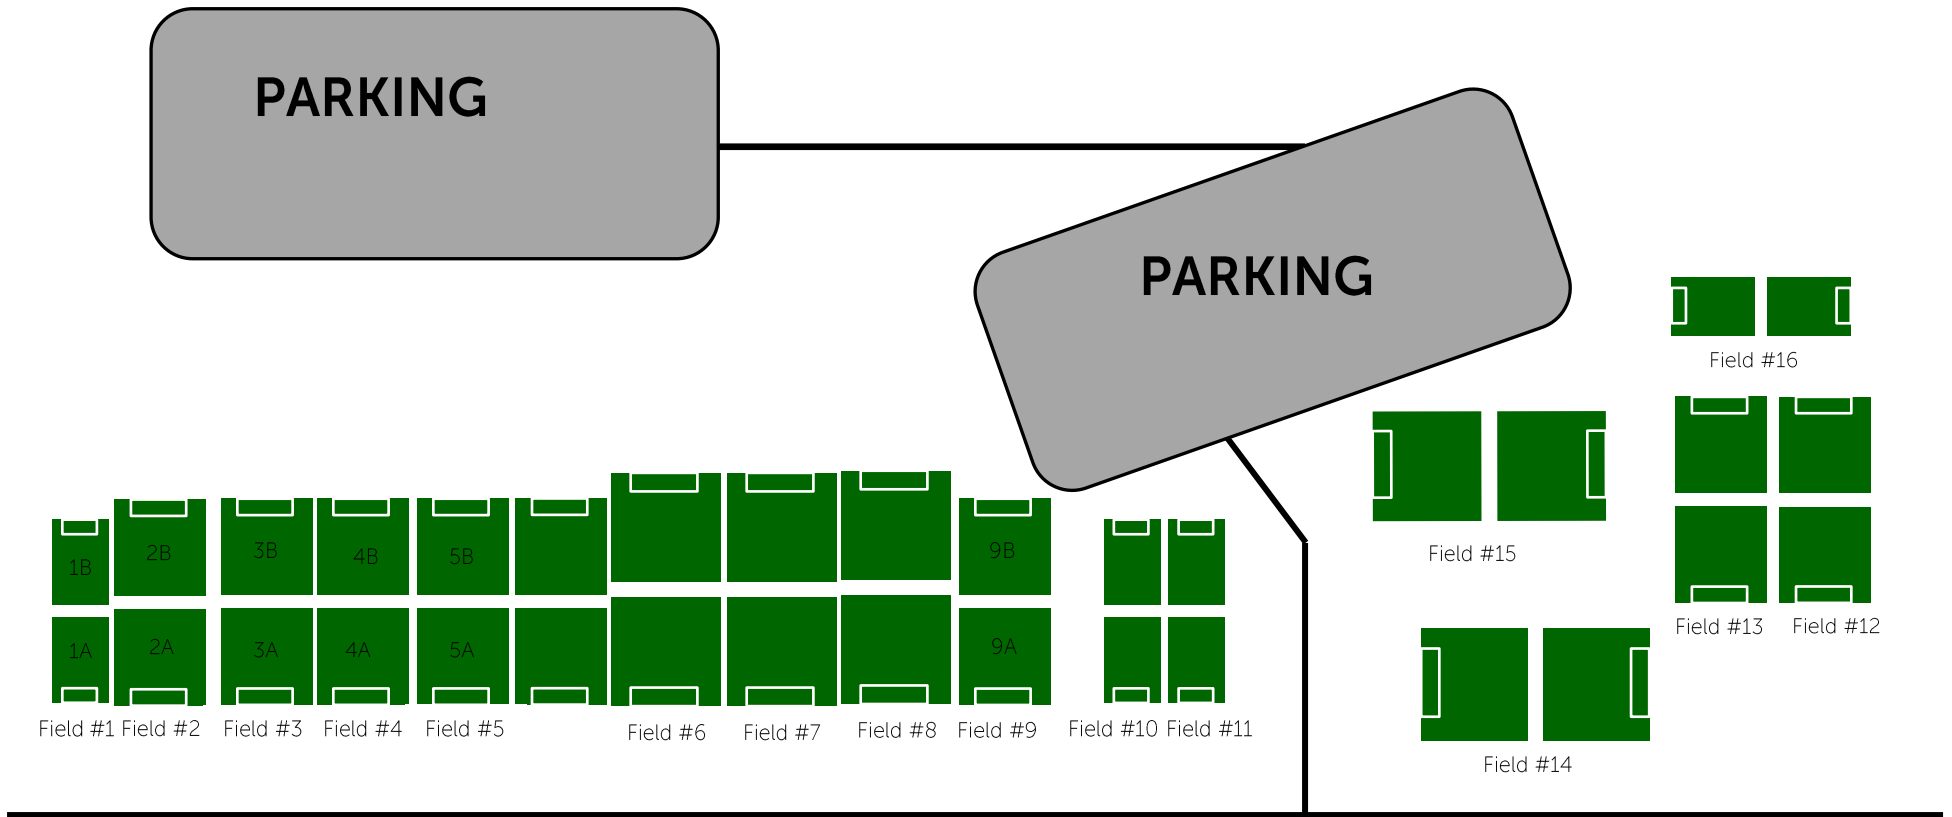 PARKING
PARKING
Field #16
1B
2B
3B
4B
5B
9B
Field #15
1A
2A
3A
4A
5A
9A
Field #13
Field #12
Field #1
Field #2
Field #3
Field #4
Field #5
Field #6
Field #7
Field #8
Field #9
Field #10
Field #11
Field #14